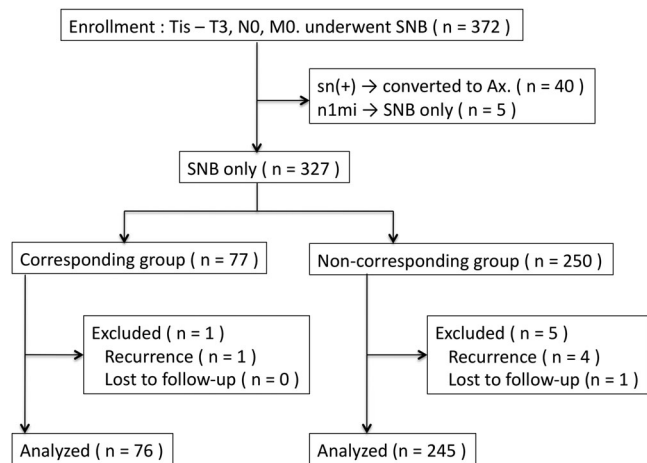 Enrollment : Tis – T3, N0, M0. underwent SNB ( n = 372 )
sn(+) → converted to Ax. ( n = 40 )
n1mi → SNB only ( n = 5 )
SNB only ( n = 327 )
Corresponding group ( n = 77 )
Non-corresponding group ( n = 250 )
Excluded ( n = 1 )
Recurrence ( n = 1 )
Lost to follow-up ( n = 0 )
Excluded ( n = 5 )
Recurrence ( n = 4 )
Lost to follow-up (n = 1 )
Analyzed ( n = 76 )
Analyzed ( n = 245 )